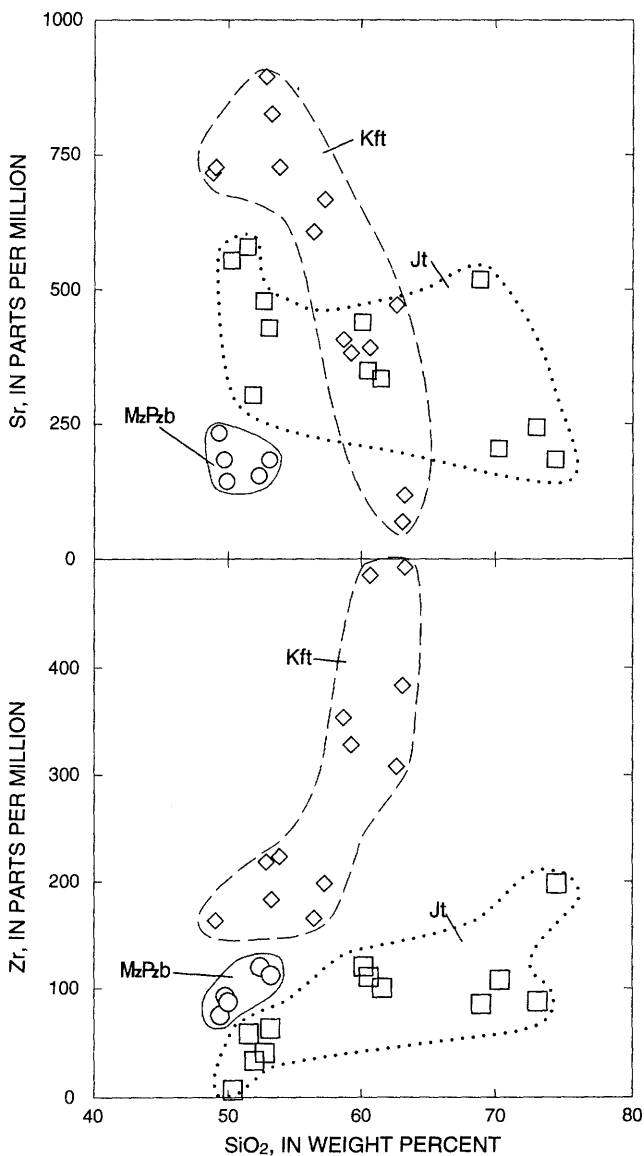 1000
Kft
750
Sr, IN PARTS PER MILLION
Jt
500
MzPzb
250
0
Kft
400
Zr, IN PARTS PER MILLION
300
200
Jt
MzPzb
100
0
40 50 60 70 80
SiO₂, IN WEIGHT PERCENT